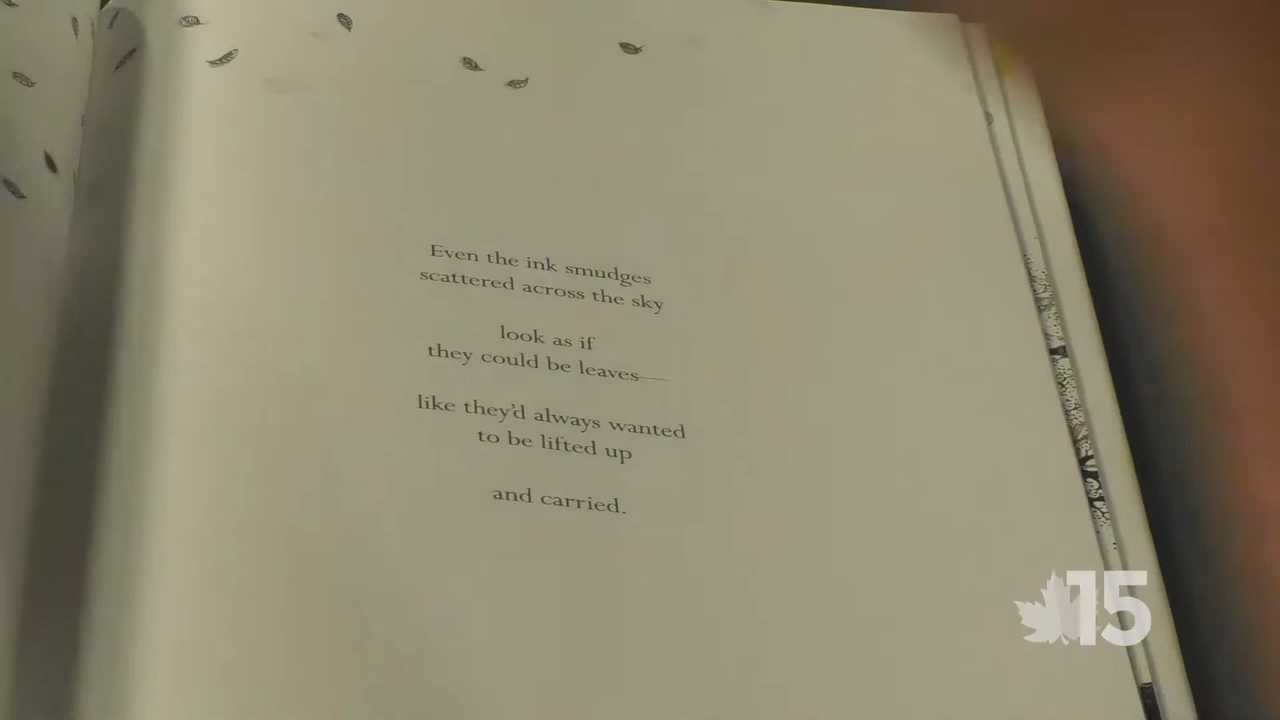 Even the ink smudges
scattered across the sky
look as if
they could be leaves—
like they'd always wanted
to be lifted up
and carried.
15